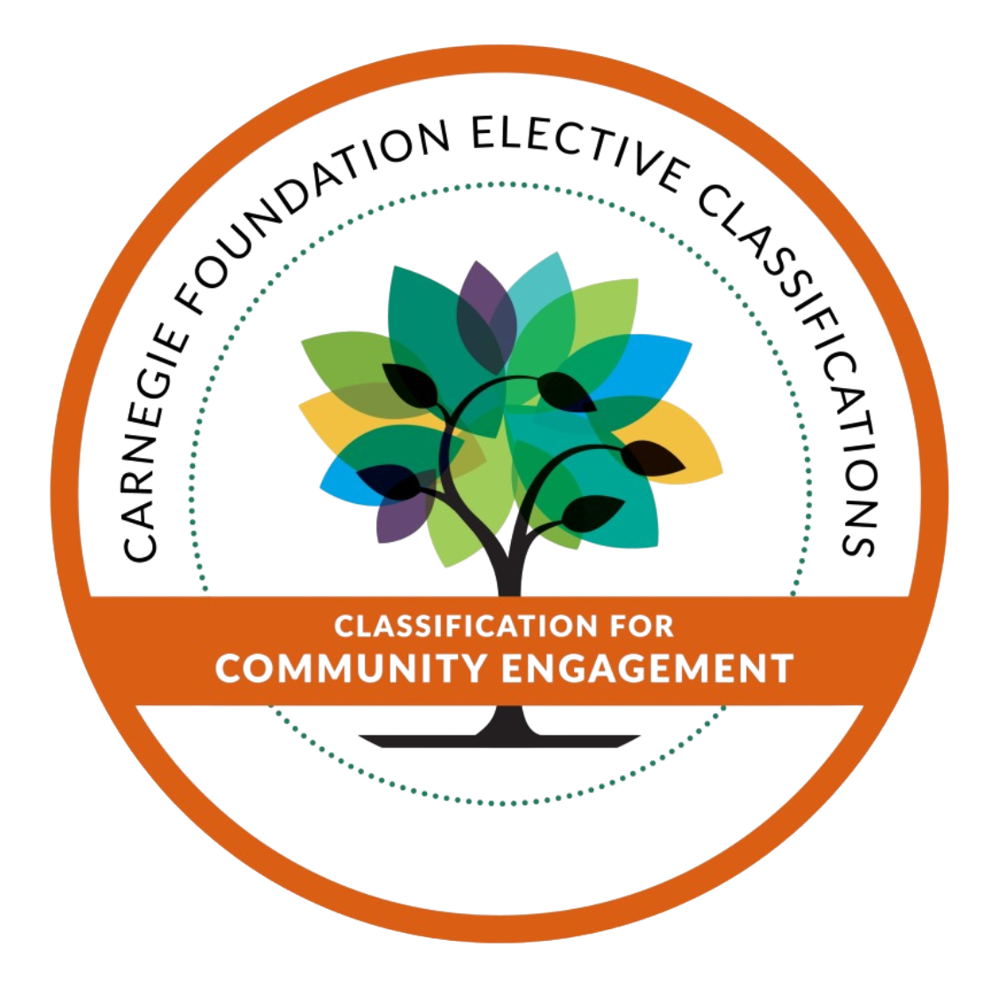 CARNEGIE FOUNDATION ELECTIVE CLASSIFICATIONS
CLASSIFICATION FOR
COMMUNITY ENGAGEMENT